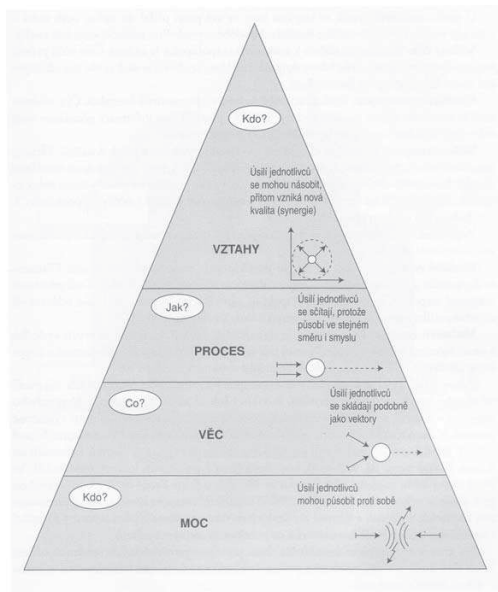 Kdo?
Úsilí jednotlivců
se mohou násobit,
přitom vzniká nová
kvalita (synergie)
VZTAHY
Jak?
Úsilí jednotlivců
se sčítají, protože
působí ve stejném
směru i smyslu
PROCES
Co?
Úsilí jednotlivců
se skládají podobně
jako vektory
VĚC
Kdo?
Úsilí jednotlivců
mohou působit proti sobě
MOC